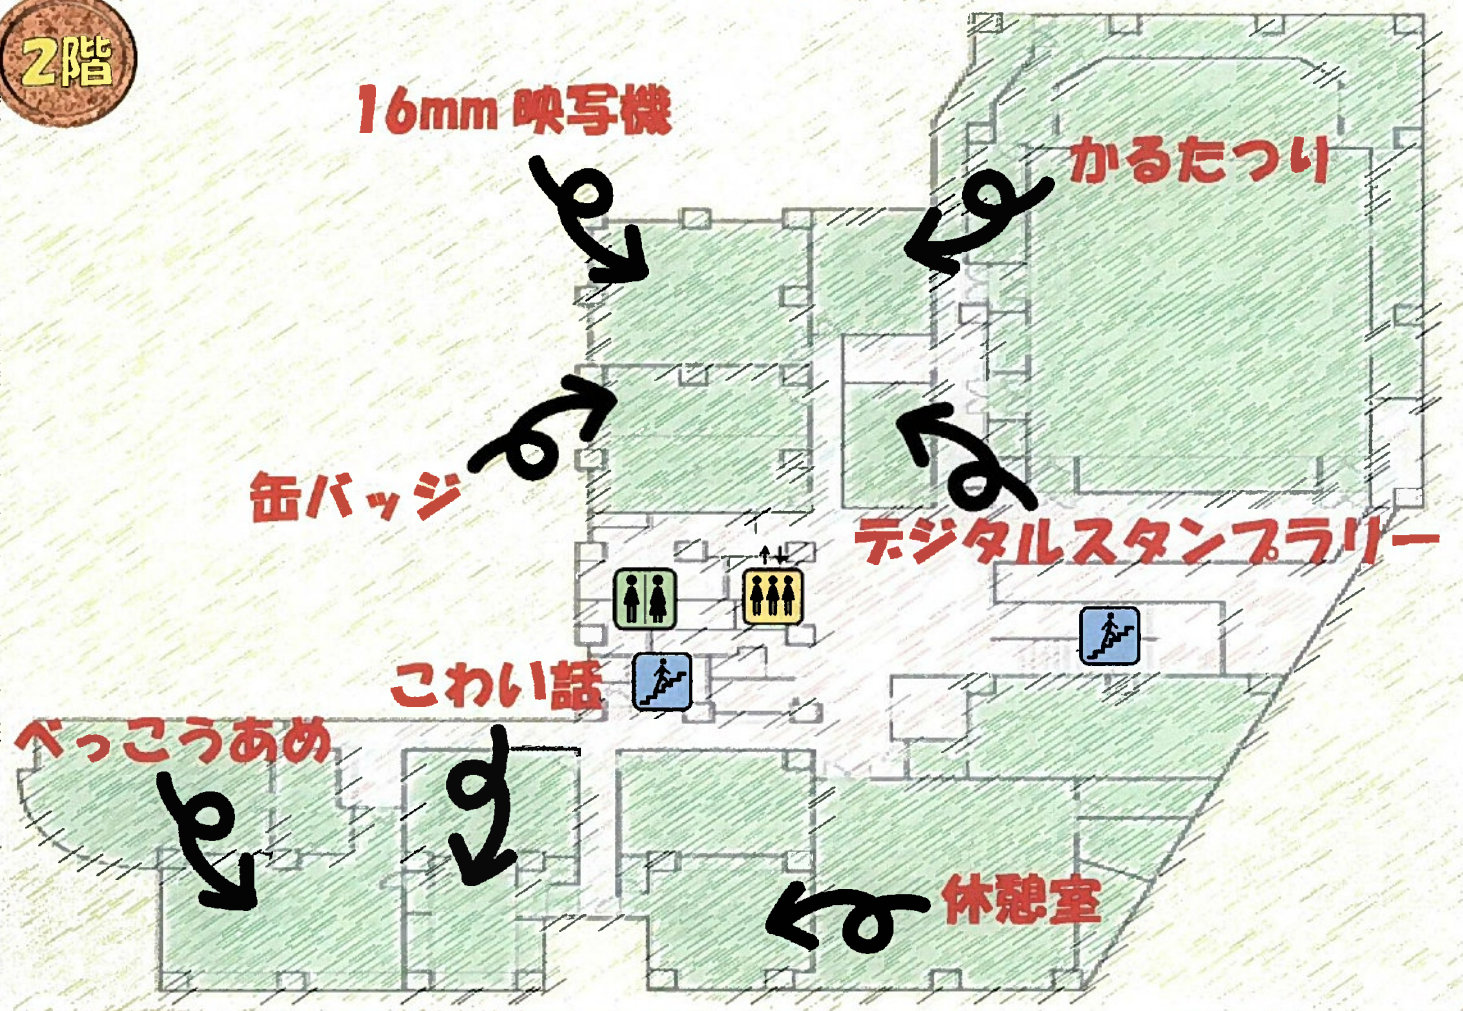 2階
16mm 映写機
かるたつり
缶バッジ
デジタルスタンプラリー
こわい話
べっこうあめ
休憩室